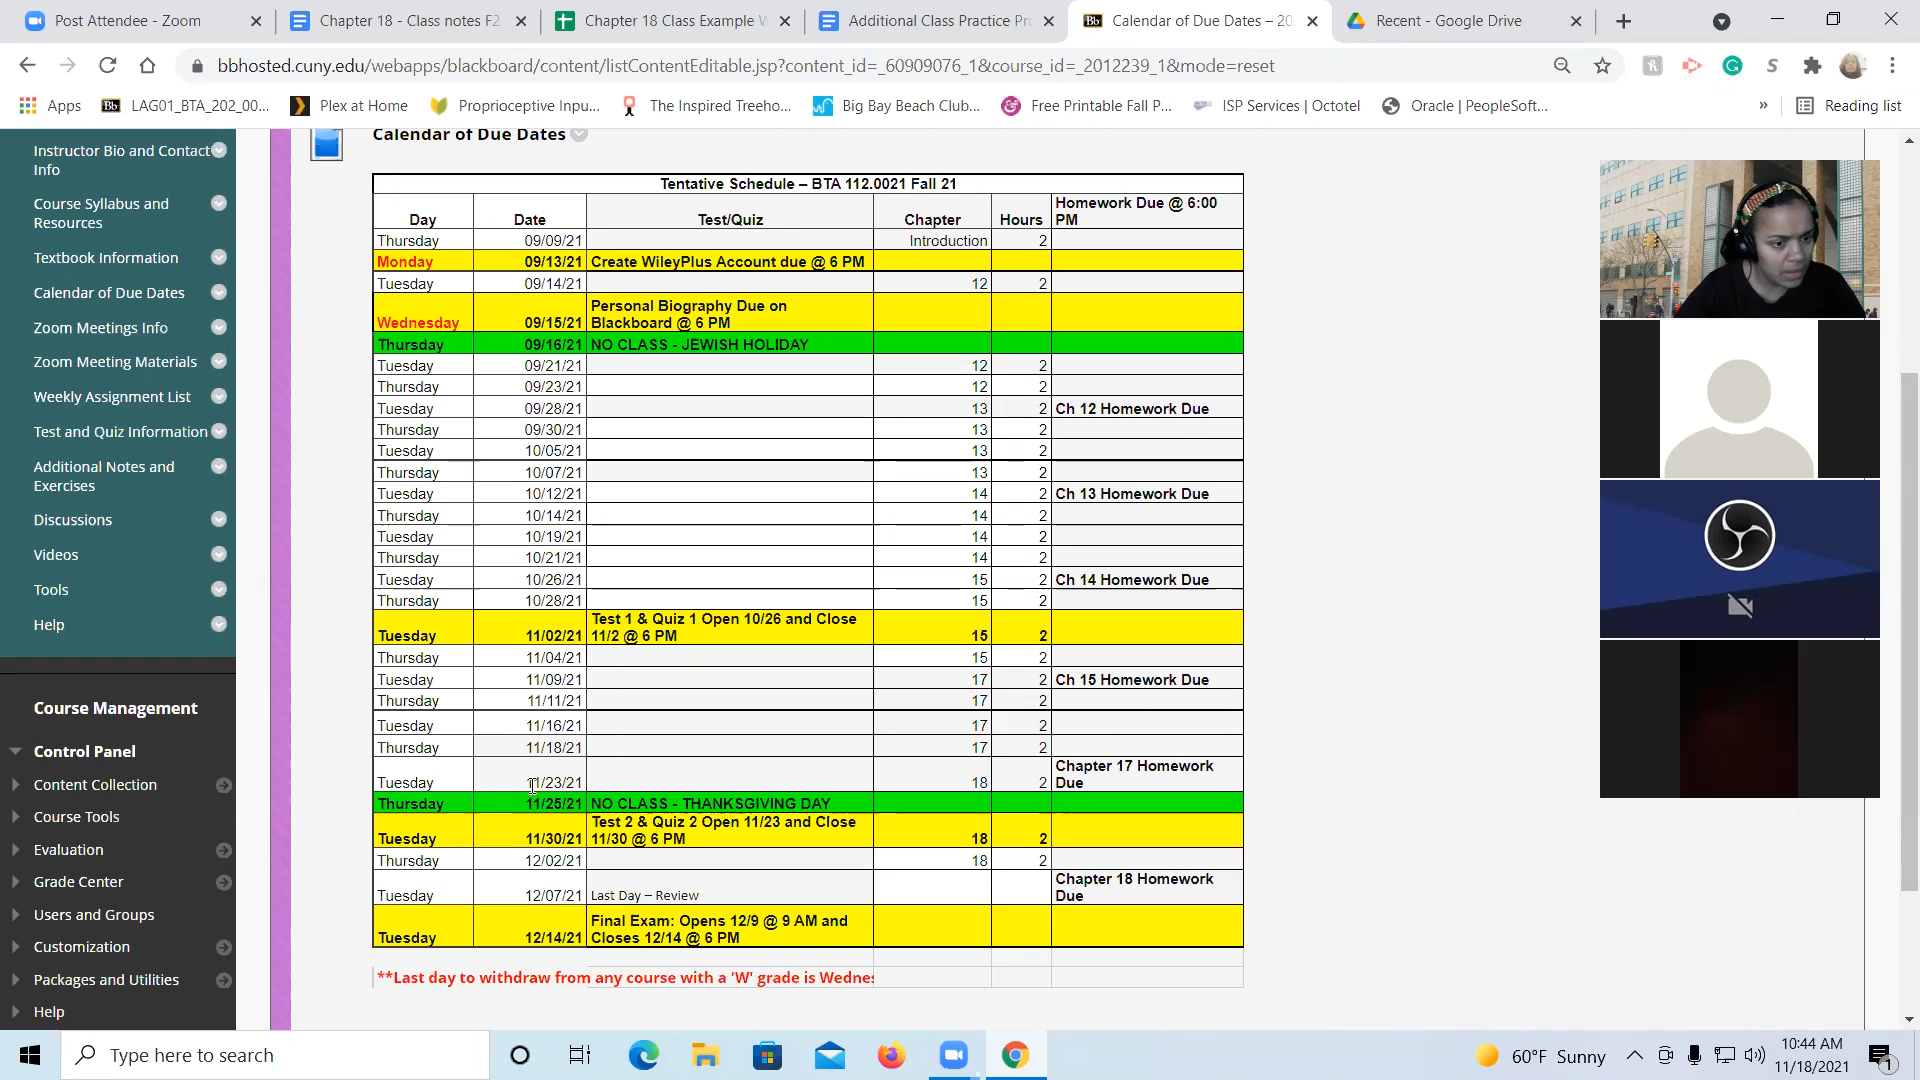 Post Attendee - Zoom
Chapter 18 - Class notes F2
Chapter 18 Class Example W
Additional Class Practice Pr
Calendar of Due Dates – 20
Recent - Google Drive
bbhosted.cuny.edu/webapps/blackboard/content/listContentEditable.jsp?content_id=_60909076_1&course_id=_2012239_1&mode=reset
Apps
Bb LAG01_BTA_202_00...
Plex at Home
Proprioceptive Inpu...
The Inspired Treeho...
Big Bay Beach Club...
Free Printable Fall P...
ISP Services | Octotel
Oracle | PeopleSoft...
»
Reading list
Instructor Bio and Contact
Info
Course Syllabus and
Resources
Textbook Information
Calendar of Due Dates
Zoom Meetings Info
Zoom Meeting Materials
Weekly Assignment List
Test and Quiz Information
Additional Notes and
Exercises
Discussions
Videos
Tools
Help
Course Management
Control Panel
Content Collection
Course Tools
Evaluation
Grade Center
Users and Groups
Customization
Packages and Utilities
Help
Calendar of Due Dates
Tentative Schedule – BTA 112.0021 Fall 21
Day Date Test/Quiz Chapter Hours Homework Due @ 6:00
PM
Thursday 09/09/21 Introduction 2
Monday 09/13/21 Create WileyPlus Account due @ 6 PM
Tuesday 09/14/21 12 2
Wednesday 09/15/21 Personal Biography Due on
Blackboard @ 6 PM
Thursday 09/16/21 NO CLASS - JEWISH HOLIDAY
Tuesday 09/21/21 12 2
Thursday 09/23/21 12 2
Tuesday 09/28/21 13 2 Ch 12 Homework Due
Thursday 09/30/21 13 2
Tuesday 10/05/21 13 2
Thursday 10/07/21 13 2
Tuesday 10/12/21 14 2 Ch 13 Homework Due
Thursday 10/14/21 14 2
Tuesday 10/19/21 14 2
Thursday 10/21/21 14 2
Tuesday 10/26/21 15 2 Ch 14 Homework Due
Thursday 10/28/21 15 2
Tuesday 11/02/21 Test 1 & Quiz 1 Open 10/26 and Close
11/2 @ 6 PM 15 2
Thursday 11/04/21 15 2
Tuesday 11/09/21 17 2 Ch 15 Homework Due
Thursday 11/11/21 17 2
Tuesday 11/16/21 17 2
Thursday 11/18/21 17 2
Tuesday 11/23/21 18 2 Chapter 17 Homework
Due
Thursday 11/25/21 NO CLASS - THANKSGIVING DAY
Tuesday 11/30/21 Test 2 & Quiz 2 Open 11/23 and Close
11/30 @ 6 PM 18 2
Thursday 12/02/21 18 2
Tuesday 12/07/21 Last Day – Review Chapter 18 Homework
Due
Tuesday 12/14/21 Final Exam: Opens 12/9 @ 9 AM and
Closes 12/14 @ 6 PM
**Last day to withdraw from any course with a 'W' grade is Wednes
Type here to search
60°F Sunny
10:44 AM
11/18/2021
1